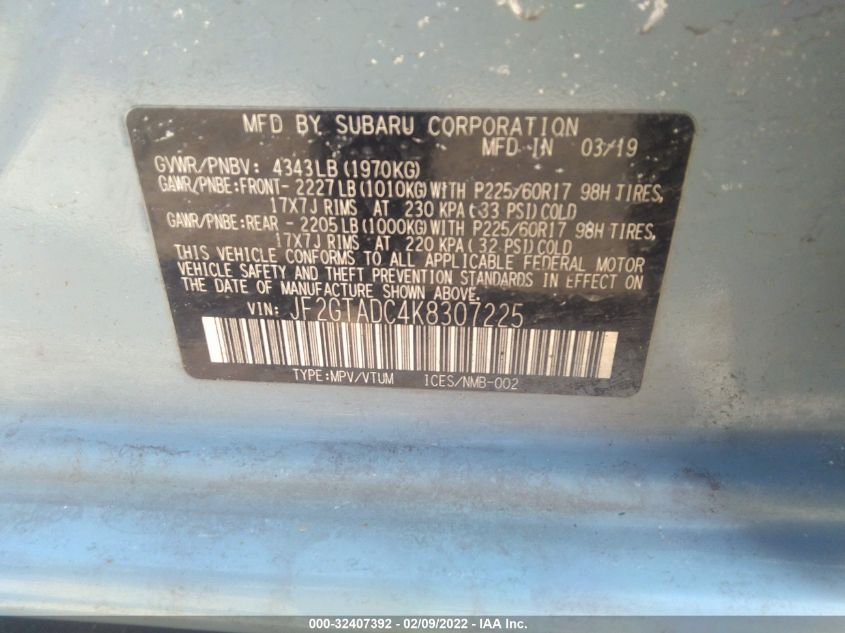 MFD BY SUBARU CORPORATION
MFD IN 03/19
GVWR/PNBV: 4343LB(1970KG)
GAWR/PNBE:FRONT- 2227LB(1010KG)WITH P225/60R17 98H TIRES,
17X7J RIMS AT 230 KPA(33 PSI)COLD
GAWR/PNBE:REAR - 2205LB(1000KG)WITH P225/60R17 98H TIRES,
17X7J RIMS AT 220 KPA(32 PSI)COLD
THIS VEHICLE CONFORMS TO ALL APPLICABLE FEDERAL MOTOR
VEHICLE SAFETY AND THEFT PREVENTION STANDARDS IN EFFECT ON
THE DATE OF MANUFACTURE SHOWN ABOVE.
VIN: JF2GTADC4K8307225
TYPE:MPV/VTUM ICES/NMB-002
000-32407392 - 02/09/2022 - IAA Inc.